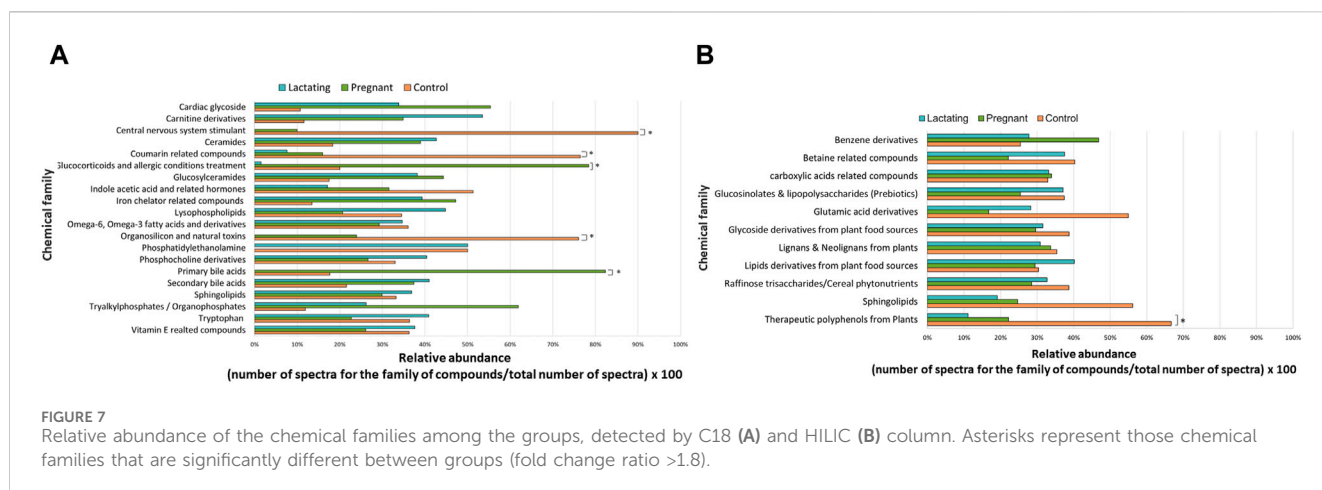 A
Lactating Pregnant Control
Cardiac glycoside
Carnitine derivatives
Central nervous system stimulant
*
Ceramides
Coumarin related compounds
*
Glucocorticoids and allergic conditions treatment
*
Glucosylceramides
Indole acetic acid and related hormones
Iron chelator related compounds
Lysophospholipids
Omega-6, Omega-3 fatty acids and derivatives
Organosilicon and natural toxins
*
Phosphatidylethanolamine
Phosphocholine derivatives
Primary bile acids
*
Secondary bile acids
Sphingolipids
Tryalkylphosphates / Organophosphates
Tryptophan
Vitamin E realted compounds
Chemical family
0% 10% 20% 30% 40% 50% 60% 70% 80% 90% 100%
Relative abundance
(number of spectra for the family of compounds/total number of spectra) x 100
B
Lactating Pregnant Control
Benzene derivatives
Betaine related compounds
carboxylic acids related compounds
Glucosinolates & lipopolysaccharides (Prebiotics)
Glutamic acid derivatives
Glycoside derivatives from plant food sources
Lignans & Neolignans from plants
Lipids derivatives from plant food sources
Raffinose trisaccharides/Cereal phytonutrients
Sphingolipids
Therapeutic polyphenols from Plants
*
Chemical family
0% 10% 20% 30% 40% 50% 60% 70% 80% 90% 100%
Relative abundance
(number of spectra for the family of compounds/total number of spectra) x 100
FIGURE 7
Relative abundance of the chemical families among the groups, detected by C18 (A) and HILIC (B) column. Asterisks represent those chemical
families that are significantly different between groups (fold change ratio >1.8).